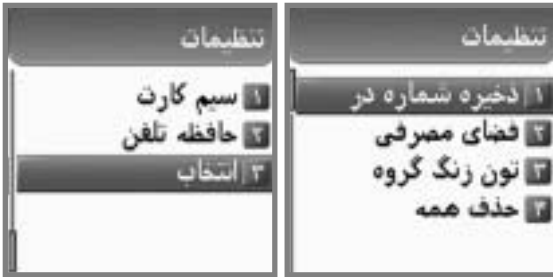 تنظیمات
۱ ذخیره شماره در
۲ فضای مصرفی
۳ تون زنگ گروه
۴ حذف همه
تنظیمات
۱ سیم کارت
۲ حافظه تلفن
۳ انتخاب